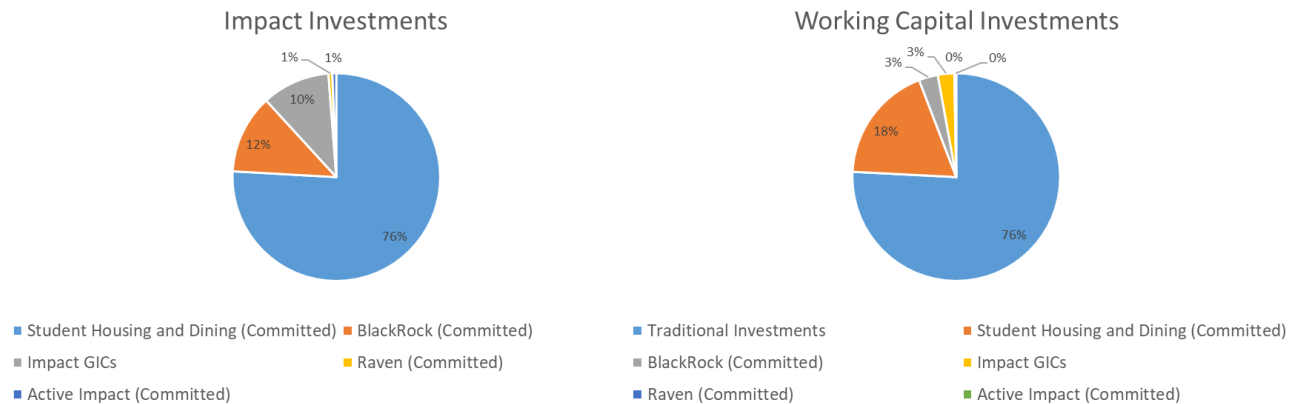 Impact Investments
1% 1%
10%
12%
76%
Student Housing and Dining (Committed) BlackRock (Committed)
Impact GICs Raven (Committed)
Active Impact (Committed)
Working Capital Investments
3% 0% 0%
3%
18%
76%
Traditional Investments Student Housing and Dining (Committed)
BlackRock (Committed) Impact GICs
Raven (Committed) Active Impact (Committed)